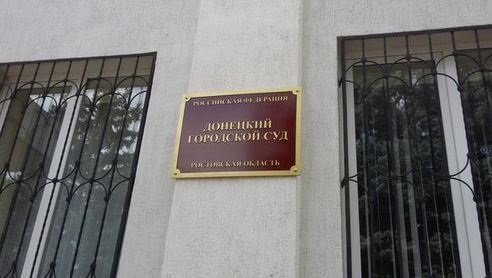 РОССИЙСКАЯ ФЕДЕРАЦИЯ
ДОНЕЦКИЙ
ГОРОДСКОЙ СУД
РОСТОВСКАЯ ОБЛАСТЬ